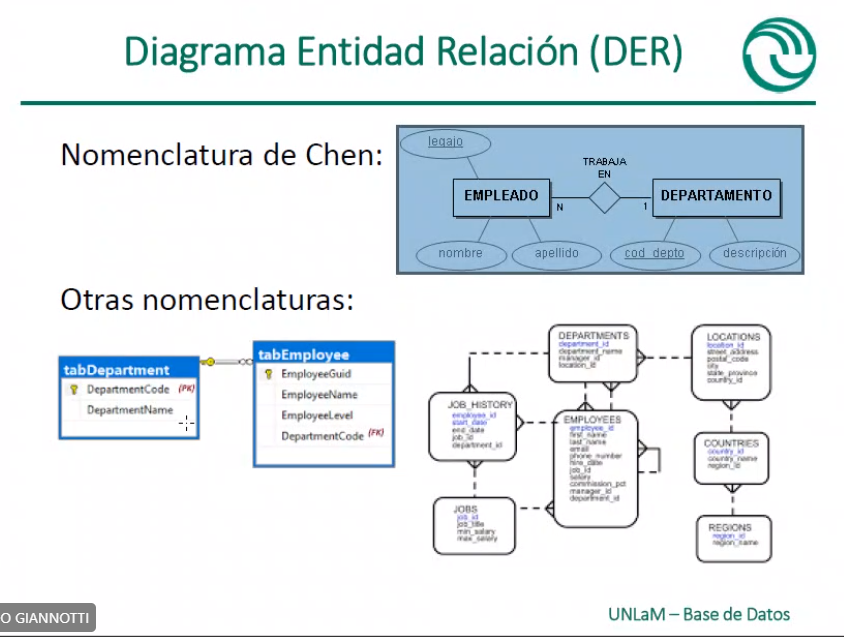 Diagrama Entidad Relación (DER)
Nomenclatura de Chen:
legajo
TRABAJA
EN
EMPLEADO
N
1
DEPARTAMENTO
nombre
apellido
cod_depto
descripción
Otras nomenclaturas:
tabDepartment
DepartmentCode (PK)
DepartmentName
tabEmployee
EmployeeGuid
EmployeeName
EmployeeLevel
DepartmentCode (FK)
DEPARTMENTS
department_id
department_name
manager_id
location_id
LOCATIONS
location_id
street_address
postal_code
city
state_province
country_id
JOB_HISTORY
employee_id
start_date
end_date
job_id
department_id
EMPLOYEES
employee_id
first_name
last_name
email
phone_number
hire_date
job_id
salary
commission_pct
manager_id
department_id
COUNTRIES
country_id
country_name
region_id
JOBS
job_id
job_title
min_salary
max_salary
REGIONS
region_id
region_name
O GIANNOTTI
UNLaM – Base de Datos